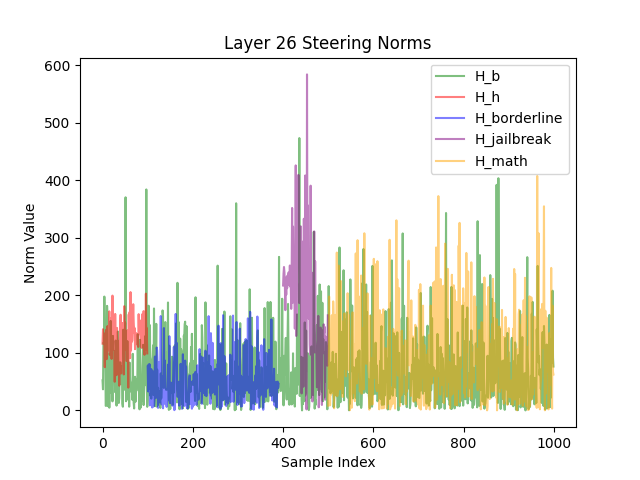 Layer 26 Steering Norms
600
500
400
300
200
100
0
Norm Value
H_b
H_h
H_borderline
H_jailbreak
H_math
0
200
400
600
800
1000
Sample Index